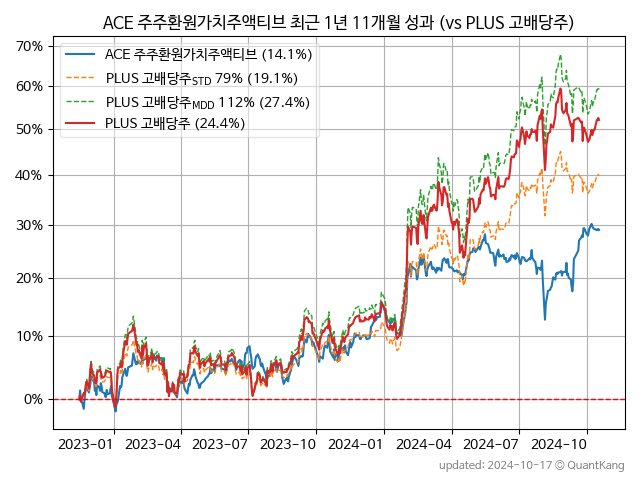 ACE 주주환원가치주액티브 최근 1년 11개월 성과 (vs PLUS 고배당주)
70%
60%
50%
40%
30%
20%
10%
0%
ACE 주주환원가치주액티브 (14.1%)
PLUS 고배당주STD 79% (19.1%)
PLUS 고배당주MDD 112% (27.4%)
PLUS 고배당주 (24.4%)
2023-01 2023-04 2023-07 2023-10 2024-01 2024-04 2024-07 2024-10
updated: 2024-10-17 © QuantKang